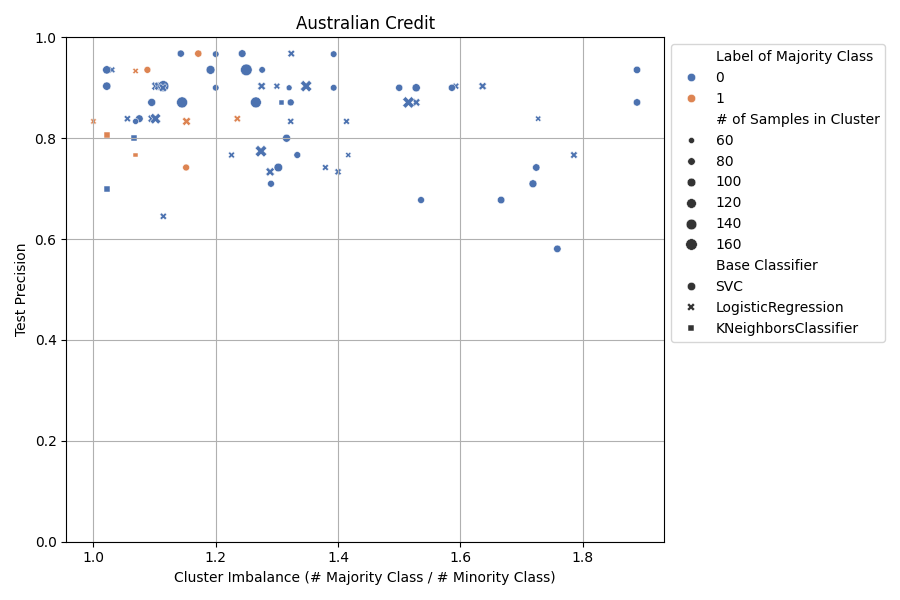 Australian Credit
Test Precision
1.0
0.8
0.6
0.4
0.2
0.0
1.0 1.2 1.4 1.6 1.8
Cluster Imbalance (# Majority Class / # Minority Class)
Label of Majority Class
0
1
# of Samples in Cluster
60
80
100
120
140
160
Base Classifier
SVC
LogisticRegression
KNeighborsClassifier